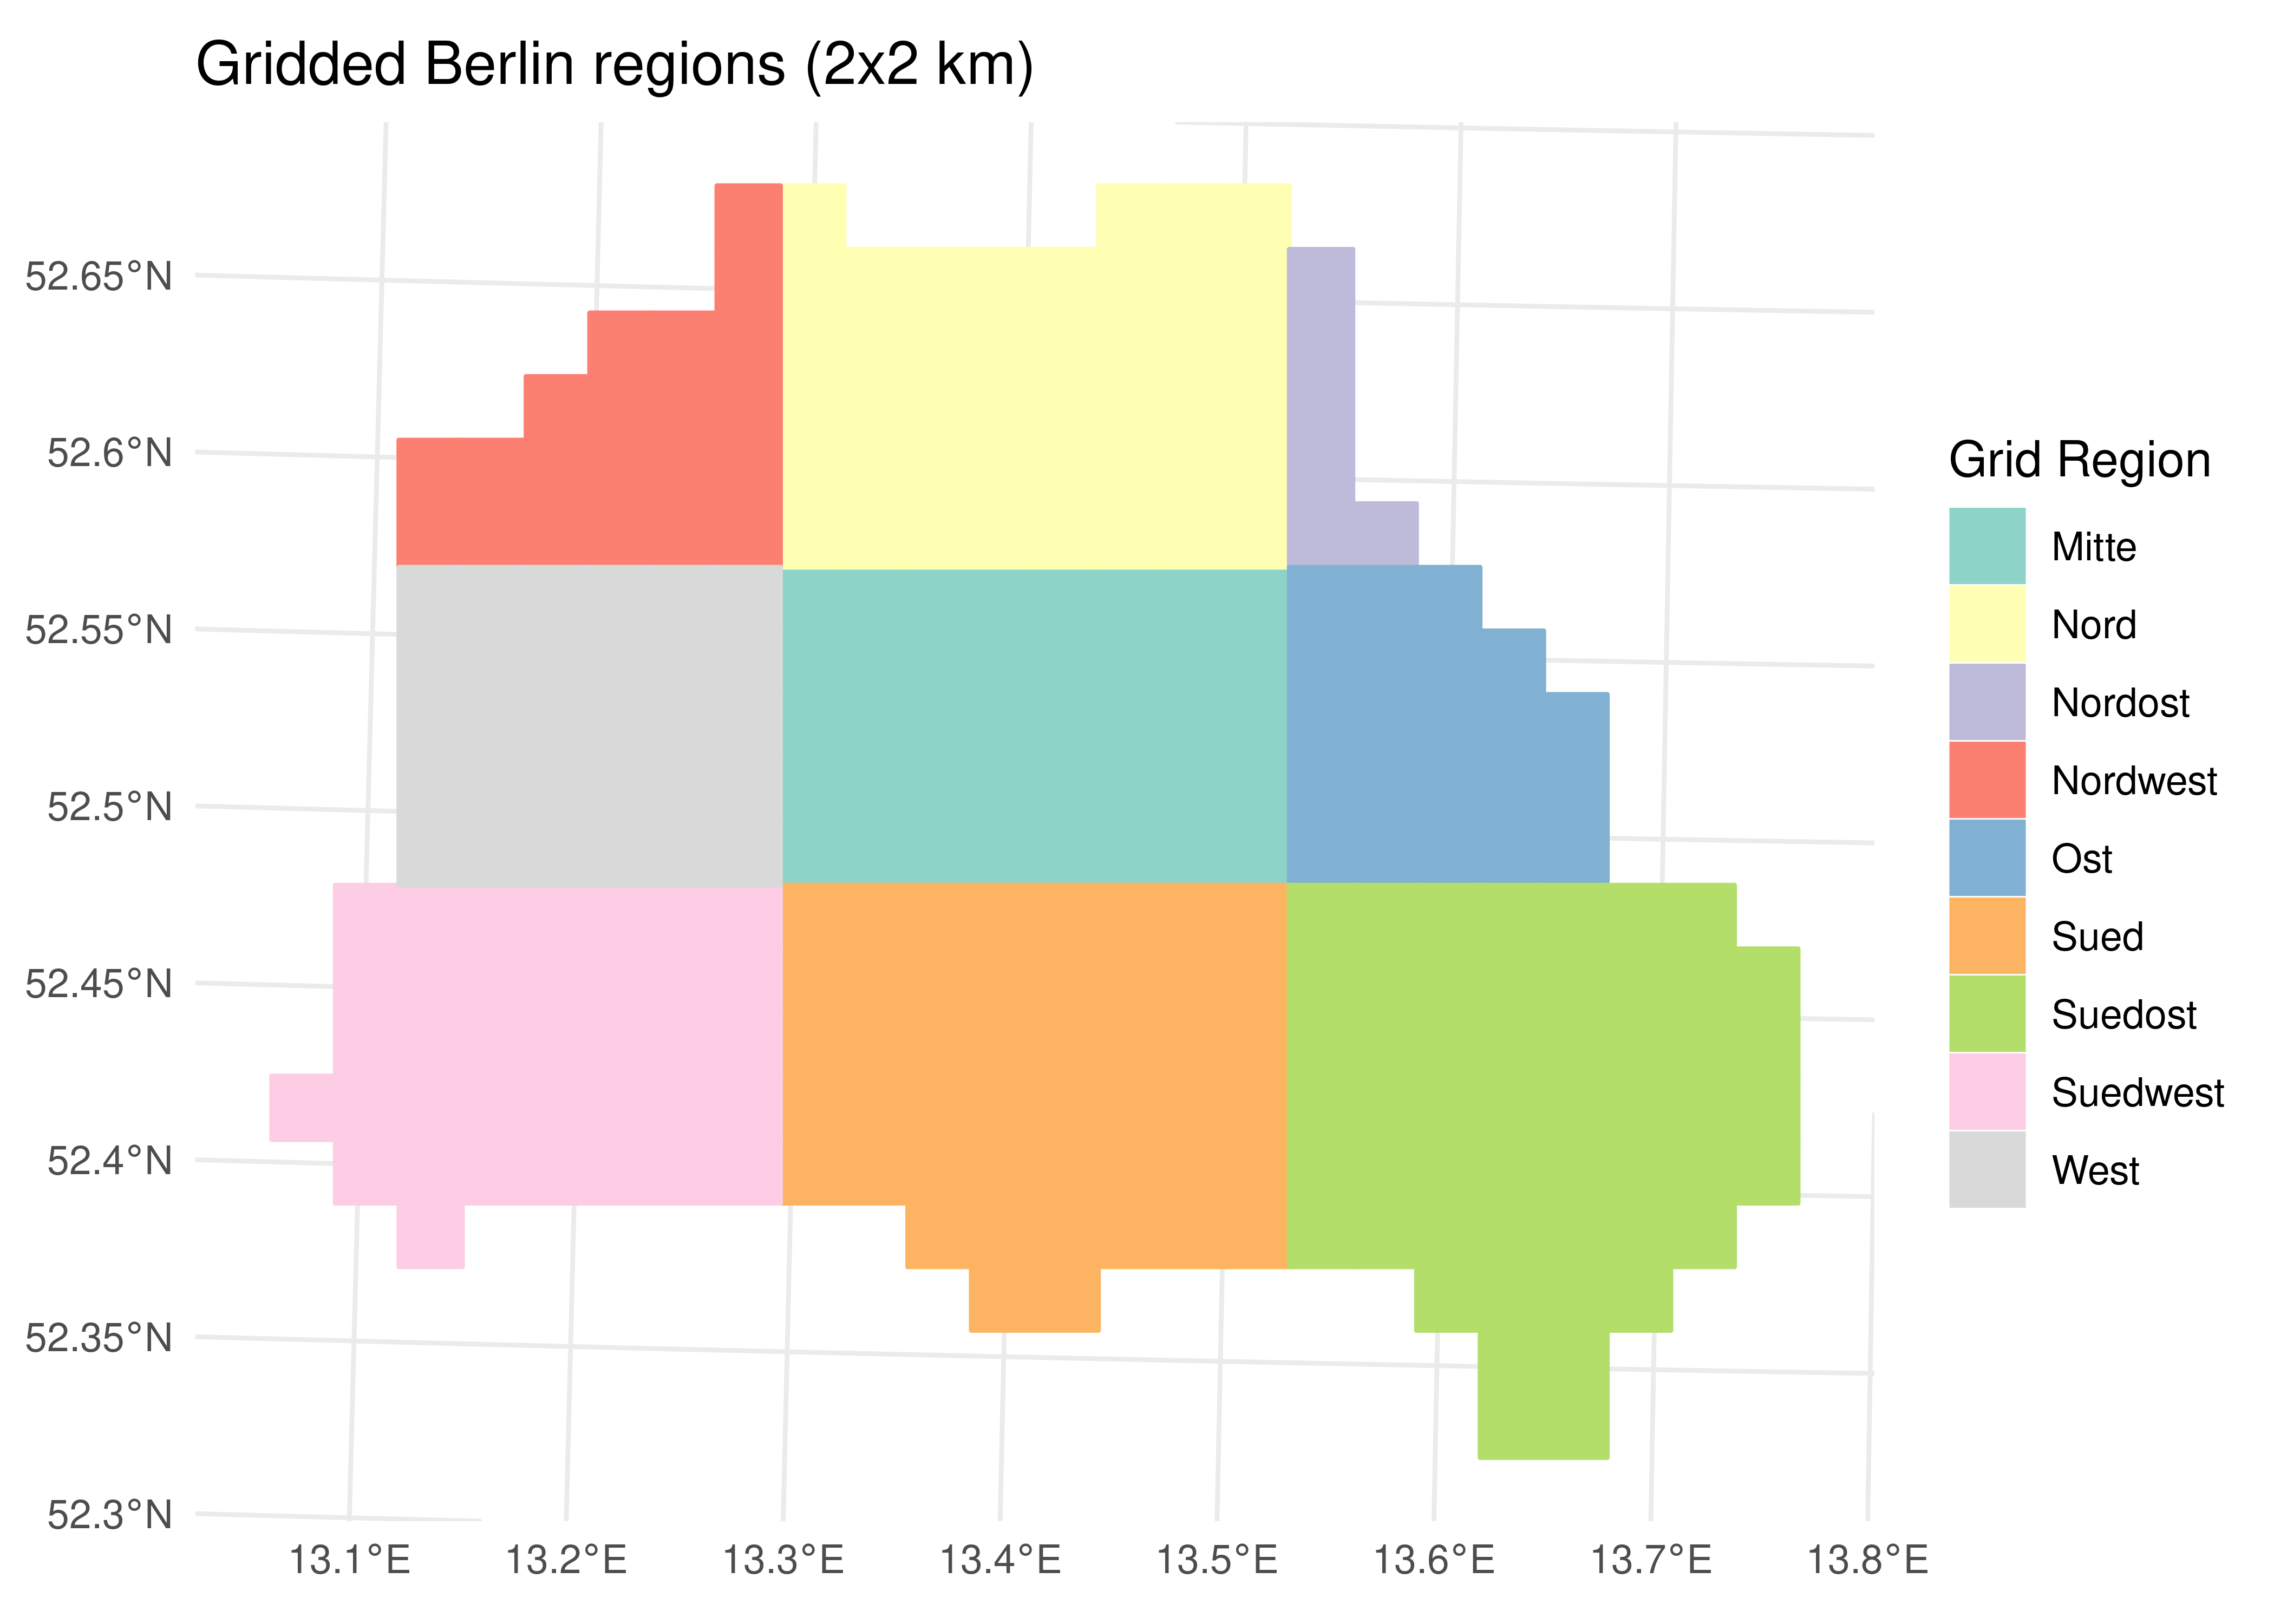 Gridded Berlin regions (2x2 km)
52.65°N
52.6°N
52.55°N
52.5°N
52.45°N
52.4°N
52.35°N
52.3°N
13.1°E 13.2°E 13.3°E 13.4°E 13.5°E 13.6°E 13.7°E 13.8°E
Grid Region
Mitte
Nord
Nordost
Nordwest
Ost
Sued
Suedost
Suedwest
West